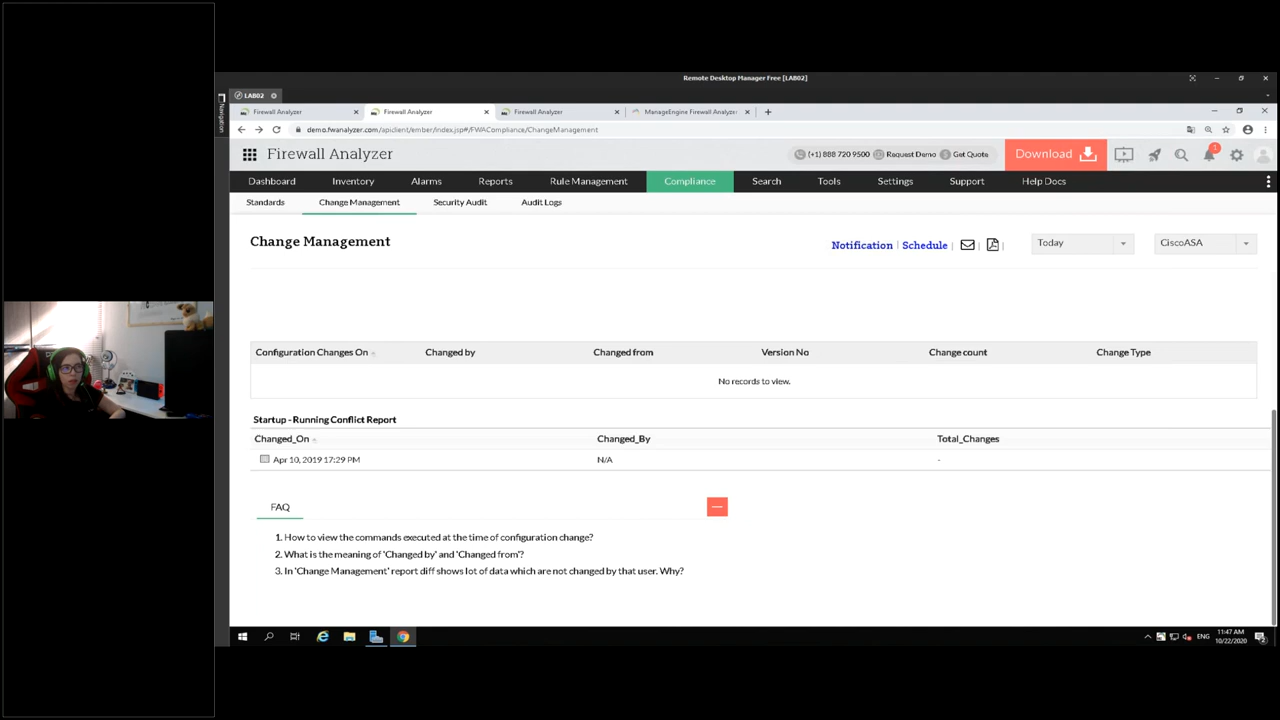 Remote Desktop Manager Free [LAB02]
LAB02
Navigation
Firewall Analyzer
Firewall Analyzer
Firewall Analyzer
ManageEngine Firewall Analyzer
demo.fwanalyzer.com/apiclient/ember/index.jsp#/FWACompliance/ChangeManagement
Firewall Analyzer
(+1) 888 720 9500
Request Demo
Get Quote
Download
1
Dashboard
Inventory
Alarms
Reports
Rule Management
Compliance
Search
Tools
Settings
Support
Help Docs
Standards
Change Management
Security Audit
Audit Logs
Change Management
Notification | Schedule
Today
CiscoASA
Configuration Changes On
Changed by
Changed from
Version No
Change count
Change Type
No records to view.
Startup - Running Conflict Report
Changed_On
Changed_By
Total_Changes
Apr 10, 2019 17:29 PM
N/A
-
FAQ
1. How to view the commands executed at the time of configuration change?
2. What is the meaning of 'Changed by' and 'Changed from'?
3. In 'Change Management' report diff shows lot of data which are not changed by that user. Why?
ENG
11:47 AM
10/22/2020